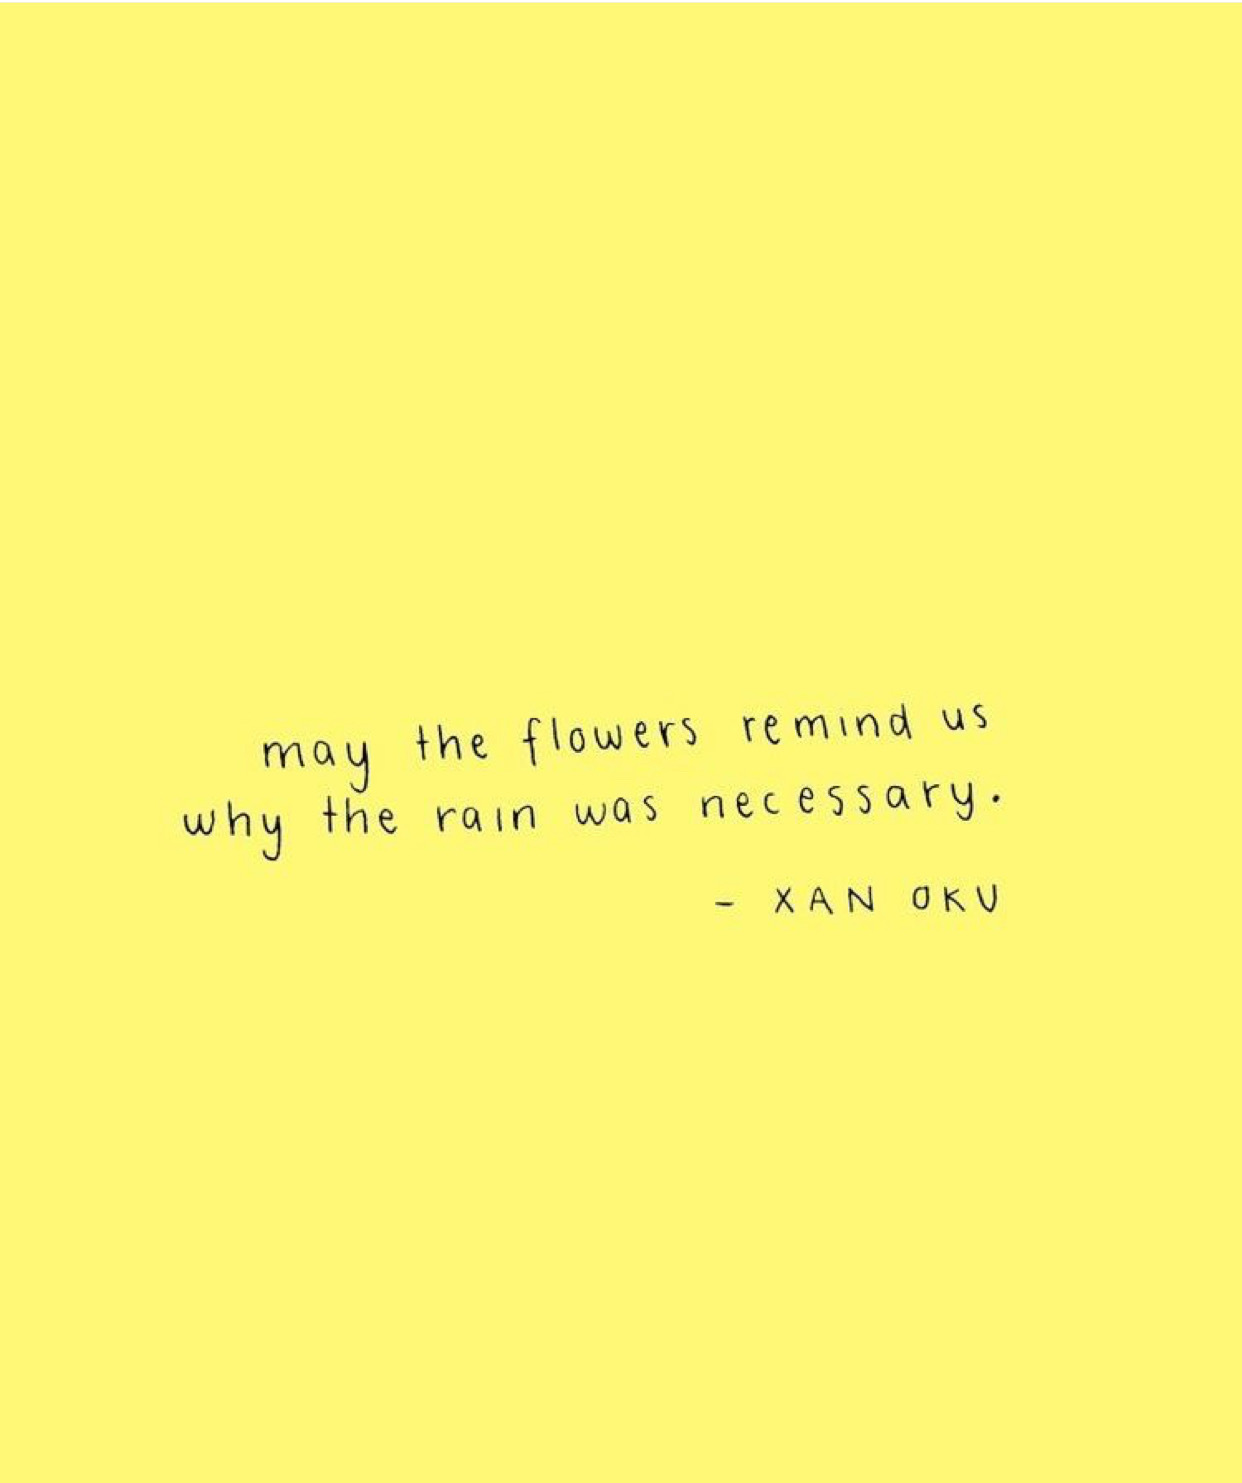 may the flowers remind us
why the rain was necessary.
- XAN OKU